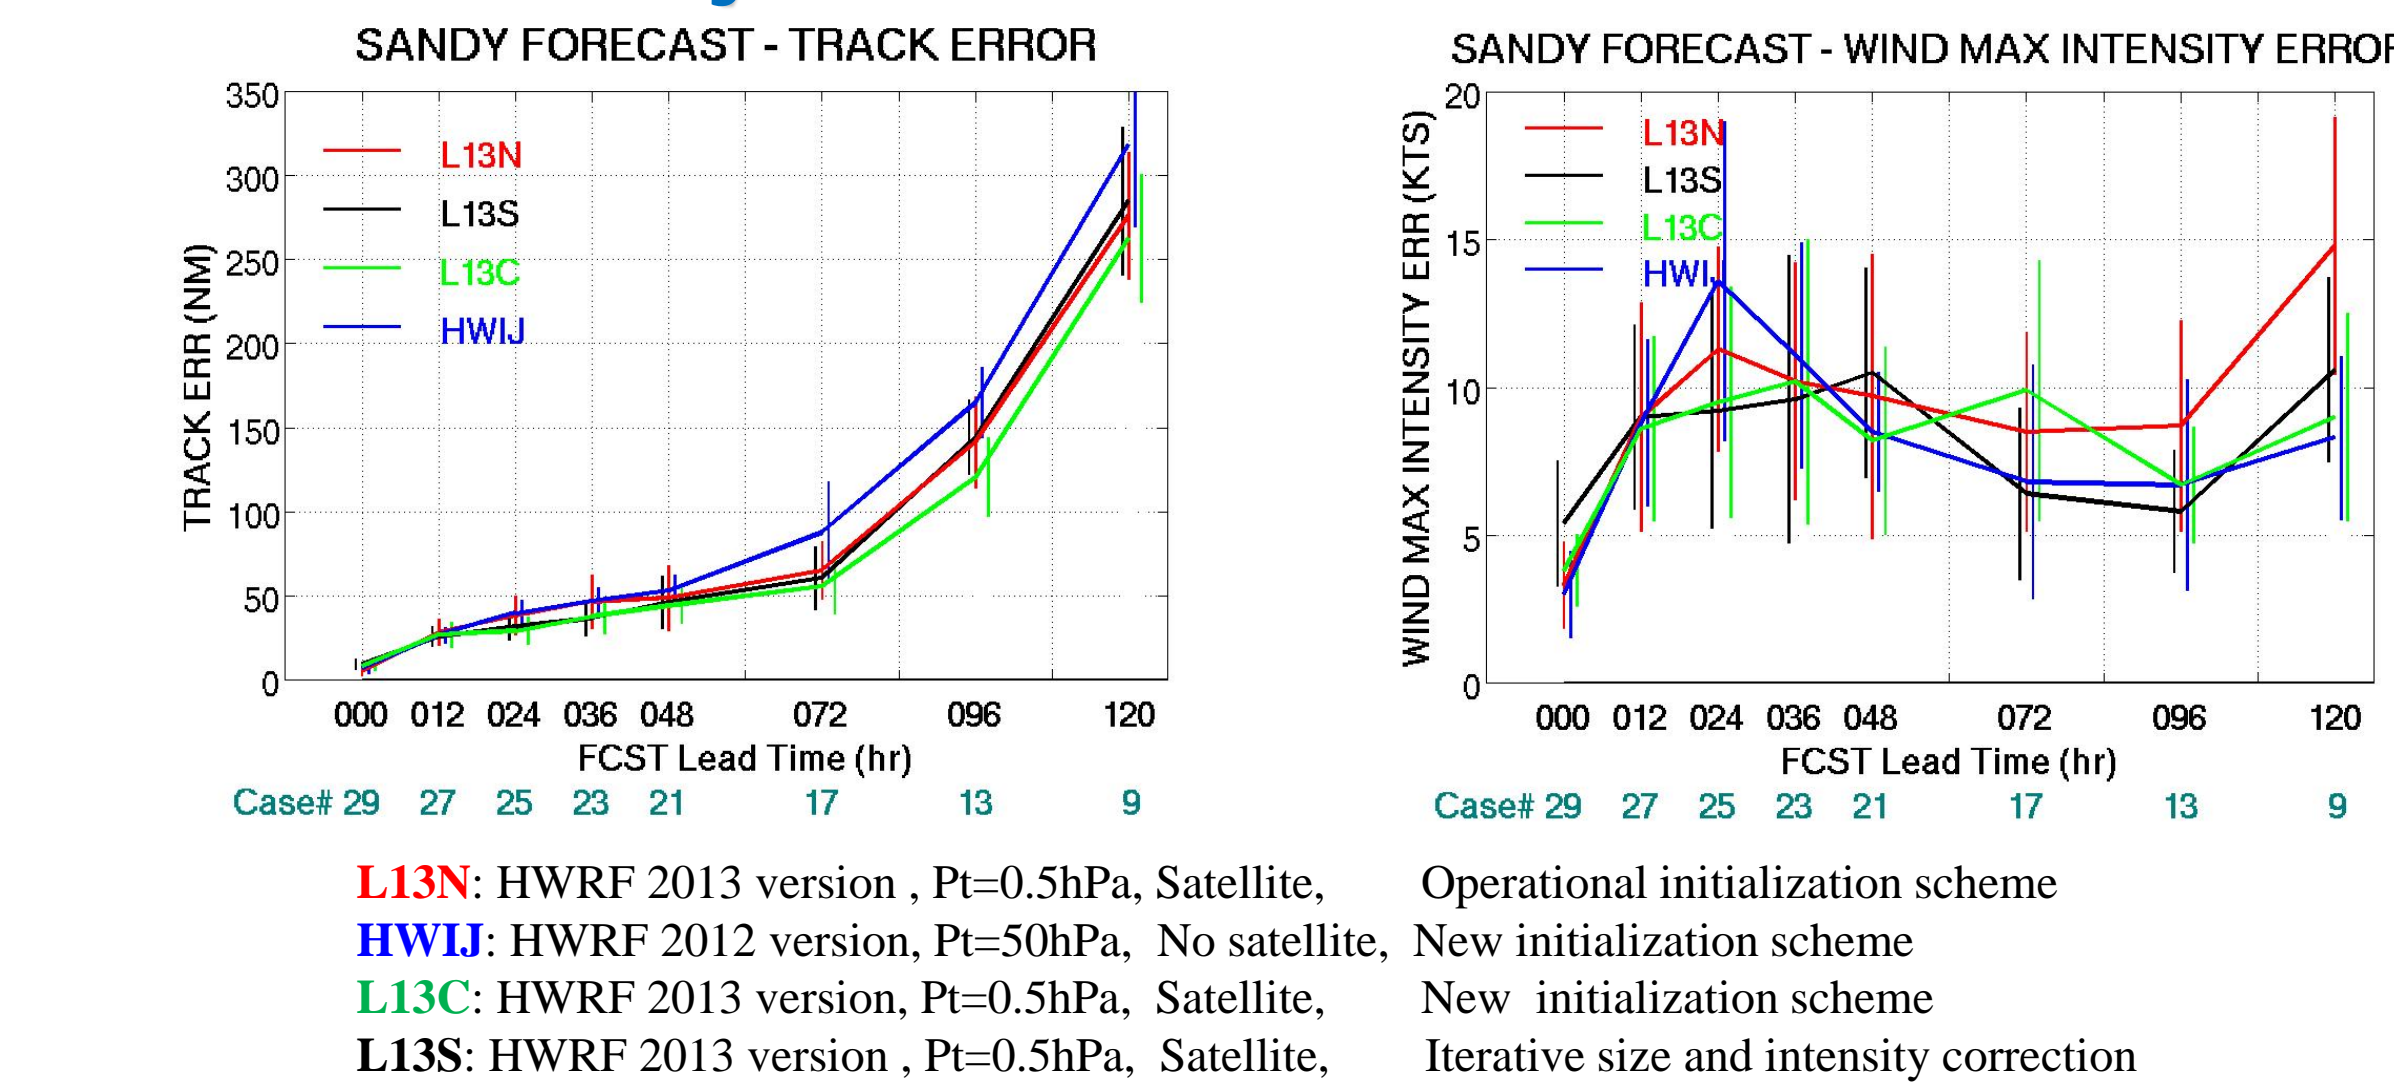 SANDY FORECAST - TRACK ERROR
350
300
250
200
150
100
50
0
TRACK ERR (NM)
L13N
L13S
L13C
HWIJ
000 012 024 036 048 072 096 120
FCST Lead Time (hr)
Case# 29 27 25 23 21 17 13 9
SANDY FORECAST - WIND MAX INTENSITY ERROR
20
15
10
5
0
WIND MAX INTENSITY ERR (KTS)
L13N
L13S
L13C
HWIJ
000 012 024 036 048 072 096 120
FCST Lead Time (hr)
Case# 29 27 25 23 21 17 13 9
L13N: HWRF 2013 version , Pt=0.5hPa, Satellite, Operational initialization scheme
HWIJ: HWRF 2012 version, Pt=50hPa, No satellite, New initialization scheme
L13C: HWRF 2013 version, Pt=0.5hPa, Satellite, New initialization scheme
L13S: HWRF 2013 version , Pt=0.5hPa, Satellite, Iterative size and intensity correction